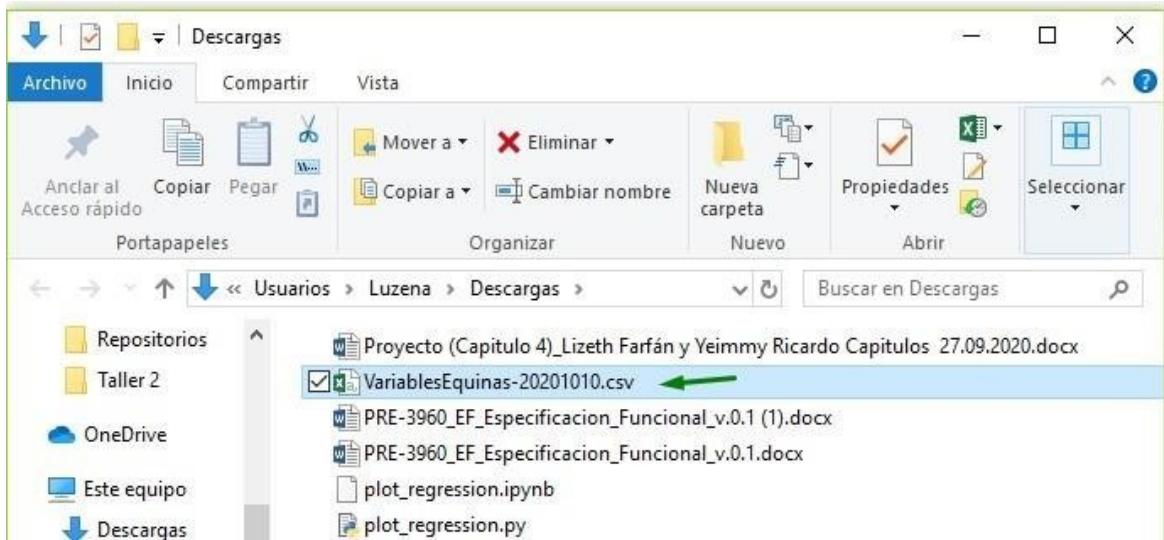 Descargas
Archivo Inicio Compartir Vista
Anclar al Acceso rápido
Copiar
Pegar
Mover a
Copiar a
Eliminar
Cambiar nombre
Nueva carpeta
Propiedades
Seleccionar
Portapapeles Organizar Nuevo Abrir
« Usuarios > Luzena > Descargas >
Buscar en Descargas
Repositorios
Taller 2
OneDrive
Este equipo
Descargas
Proyecto (Capitulo 4)_Lizeth Farfán y Yeimmy Ricardo Capitulos 27.09.2020.docx
VariablesEquinas-20201010.csv
PRE-3960_EF_Especificacion_Funcional_v.0.1 (1).docx
PRE-3960_EF_Especificacion_Funcional_v.0.1.docx
plot_regression.ipynb
plot_regression.py